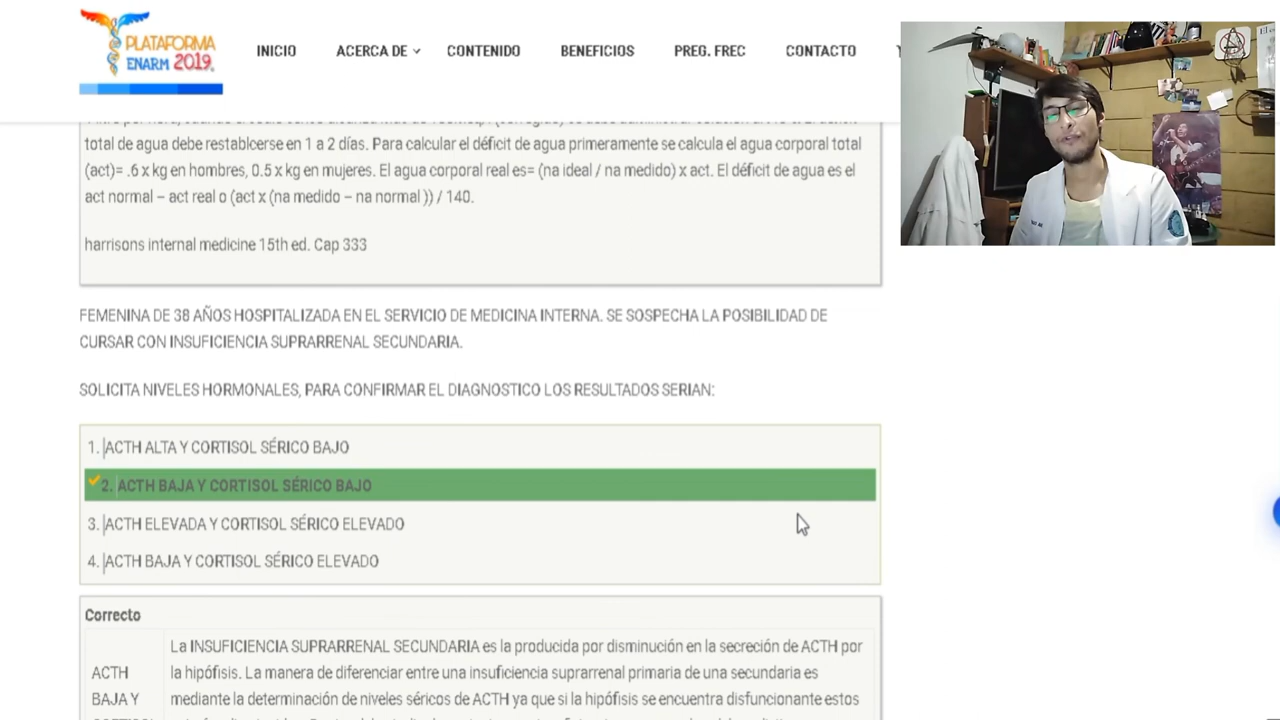 PLATAFORMA
ENARM 2019
INICIO
ACERCA DE
CONTENIDO
BENEFICIOS
PREG. FREC
CONTACTO
total de agua debe restablcerse en 1 a 2 días. Para calcular el déficit de agua primeramente se calcula el agua corporal total
(act)= .6 x kg en hombres, 0.5 x kg en mujeres. El agua corporal real es= (na ideal / na medido) x act. El déficit de agua es el
act normal – act real o (act x (na medido – na normal )) / 140.
harrisons internal medicine 15th ed. Cap 333
FEMENINA DE 38 AÑOS HOSPITALIZADA EN EL SERVICIO DE MEDICINA INTERNA. SE SOSPECHA LA POSIBILIDAD DE
CURSAR CON INSUFICIENCIA SUPRARRENAL SECUNDARIA.
SOLICITA NIVELES HORMONALES, PARA CONFIRMAR EL DIAGNOSTICO LOS RESULTADOS SERIAN:
1. ACTH ALTA Y CORTISOL SÉRICO BAJO
2. ACTH BAJA Y CORTISOL SÉRICO BAJO
3. ACTH ELEVADA Y CORTISOL SÉRICO ELEVADO
4. ACTH BAJA Y CORTISOL SÉRICO ELEVADO
Correcto
La INSUFICIENCIA SUPRARRENAL SECUNDARIA es la producida por disminución en la secreción de ACTH por
ACTH
la hipófisis. La manera de diferenciar entre una insuficiencia suprarrenal primaria de una secundaria es
BAJA Y
mediante la determinación de niveles séricos de ACTH ya que si la hipófisis se encuentra disfuncionante estos